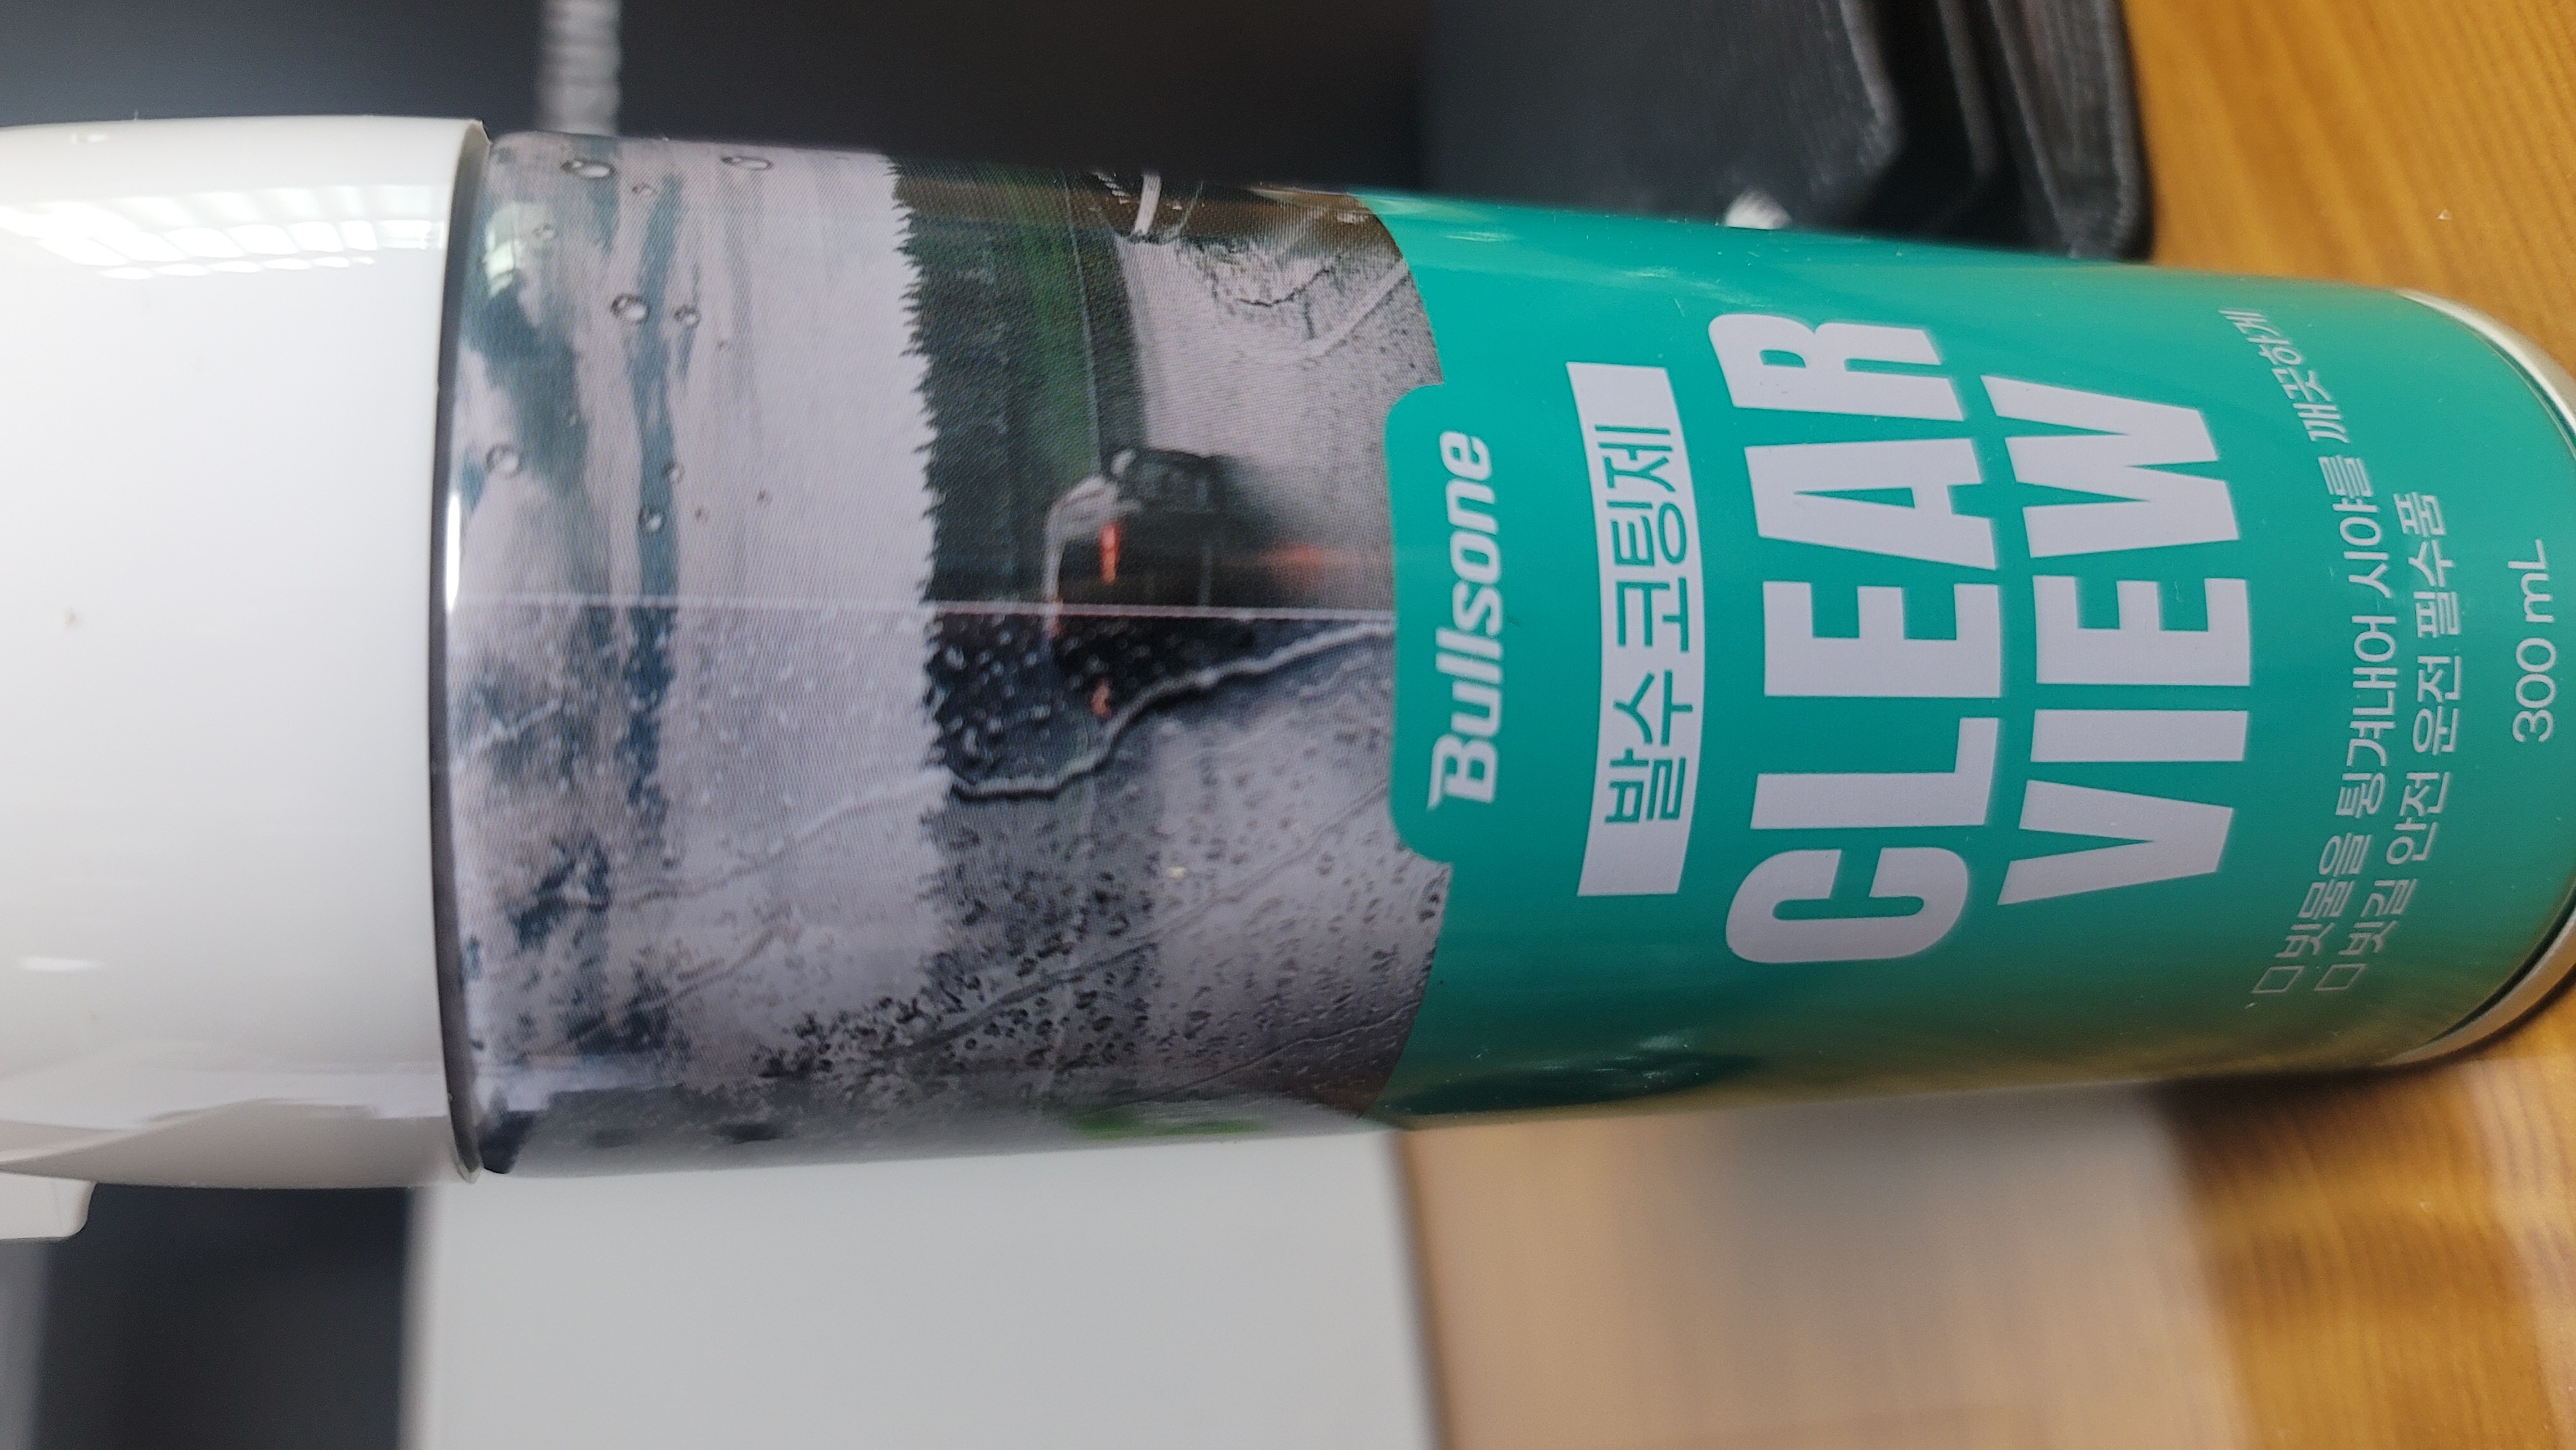 Bullsone
발수코팅제
CLEAR
VIEW
빗물을 튕겨내어 시야를 깨끗하게
빗길 안전 운전 필수품
300 mL